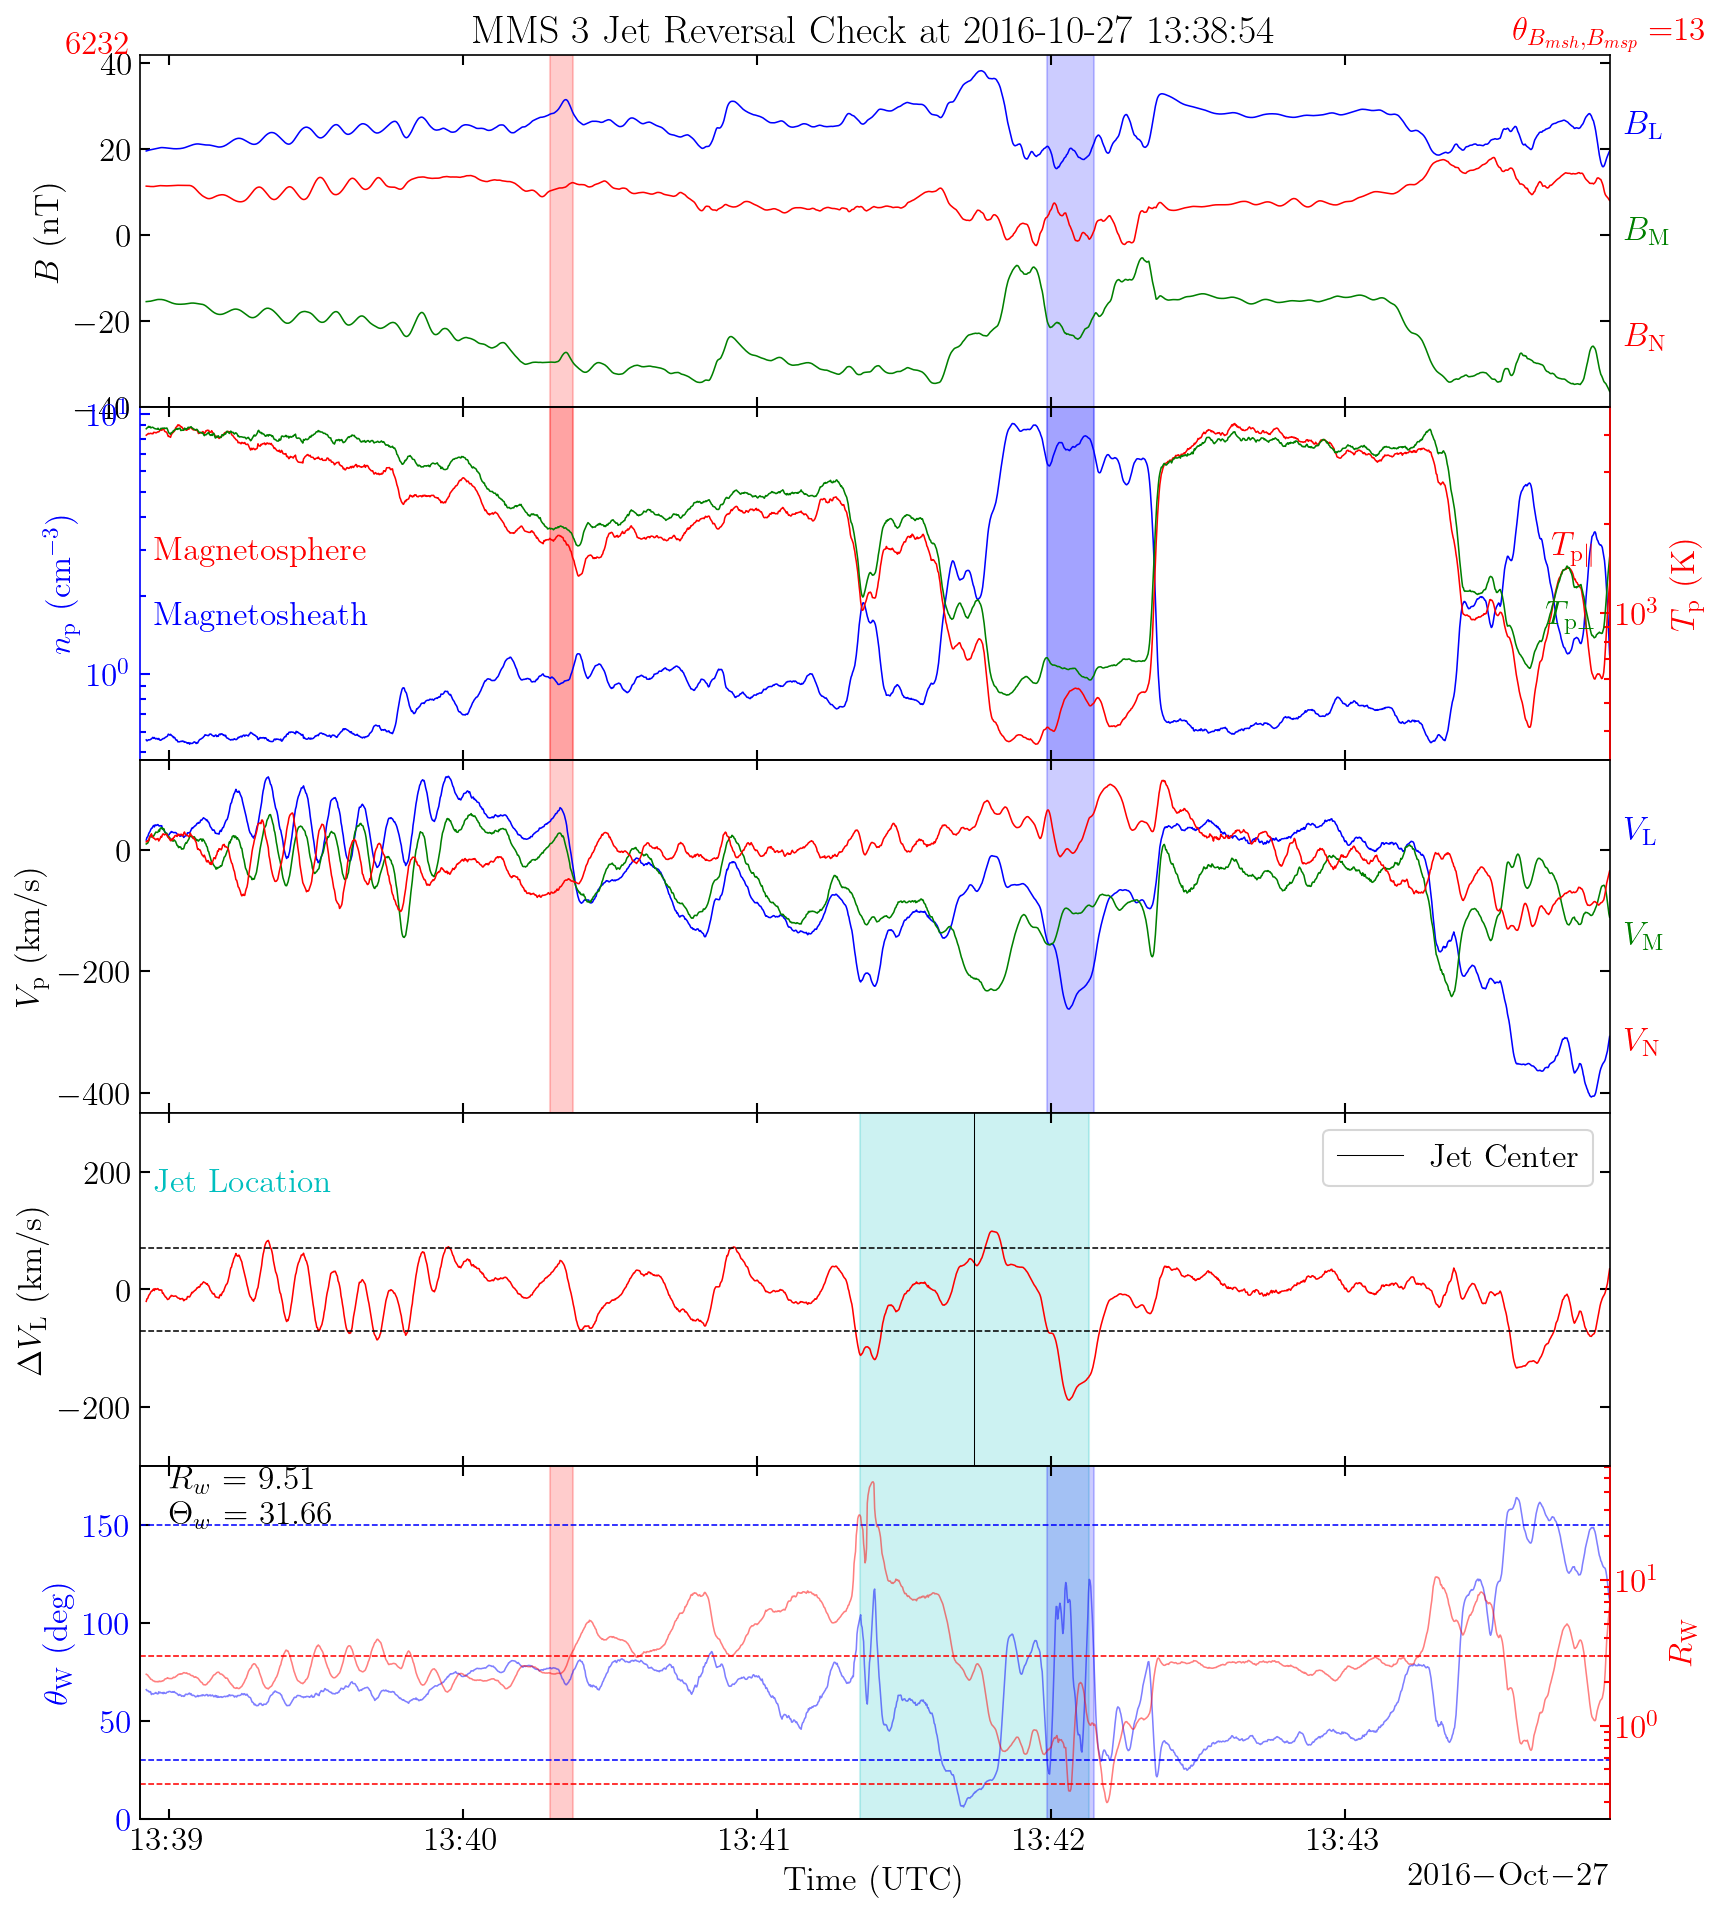 MMS 3 Jet Reversal Check at 2016-10-27 13:38:54
6232
θ_{B_{msh},B_{msp}} =13
40
20
0
−20
−40
B (nT)
B_L
B_M
B_N
10^1
10^0
n_p (cm^{−3})
Magnetosphere
Magnetosheath
T_{p∥}
T_{p⊥}
10^3
T_p (K)
0
−200
−400
V_p (km/s)
V_L
V_M
V_N
200
0
−200
ΔV_L (km/s)
Jet Location
Jet Center
R_w = 9.51
Θ_w = 31.66
150
100
50
0
θ_W (deg)
10^1
10^0
R_W
13:39
13:40
13:41
13:42
13:43
Time (UTC)
2016−Oct−27